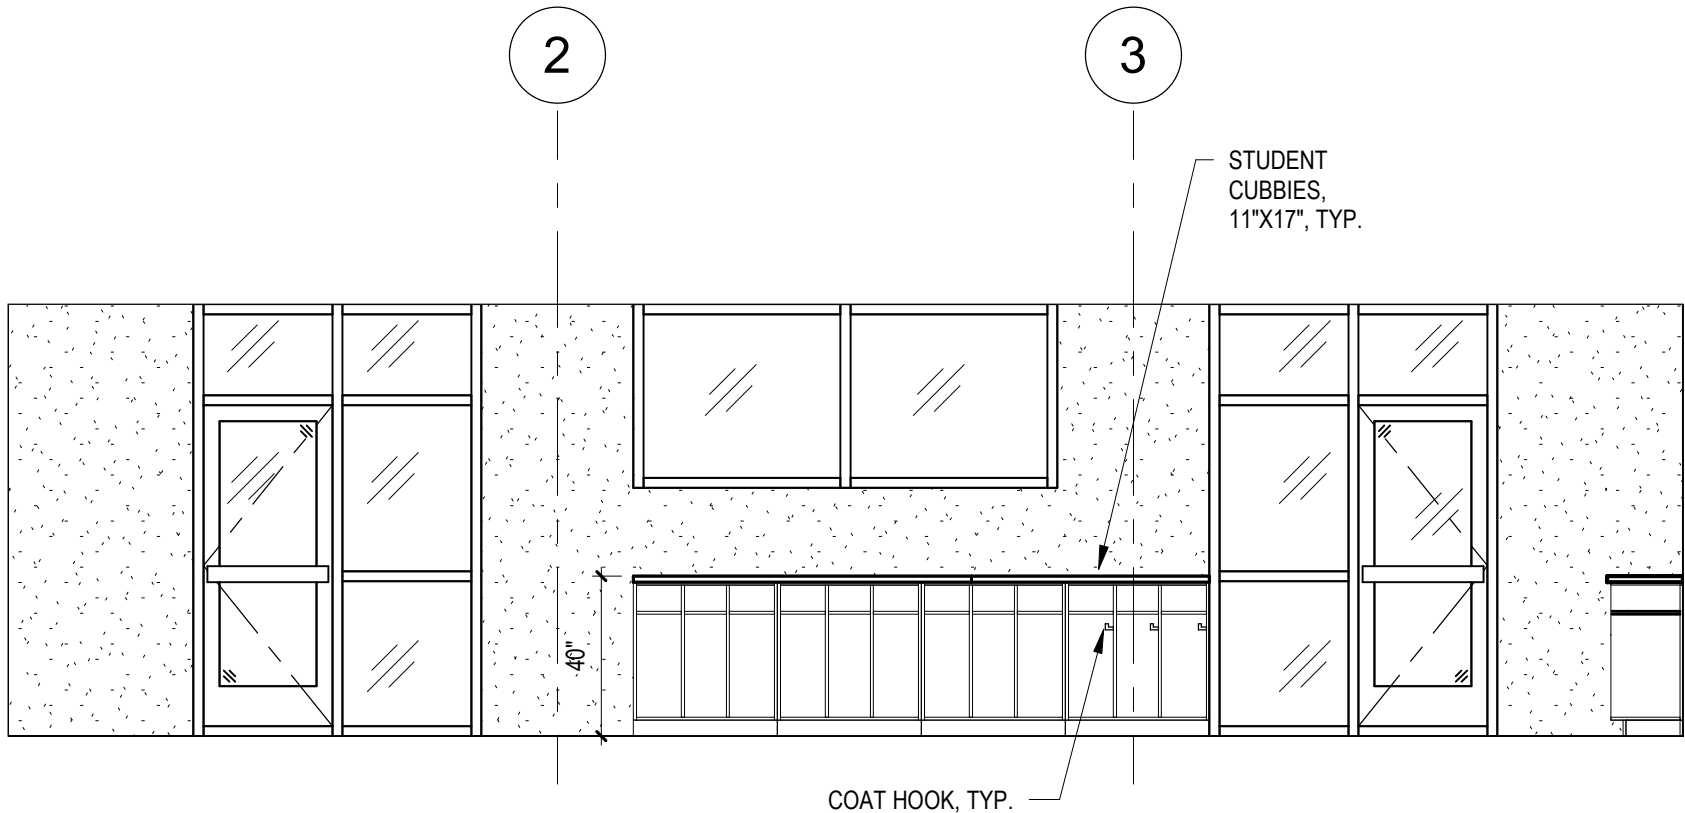 2
3
STUDENT
CUBBIES,
11"X17", TYP.
40"
COAT HOOK, TYP.